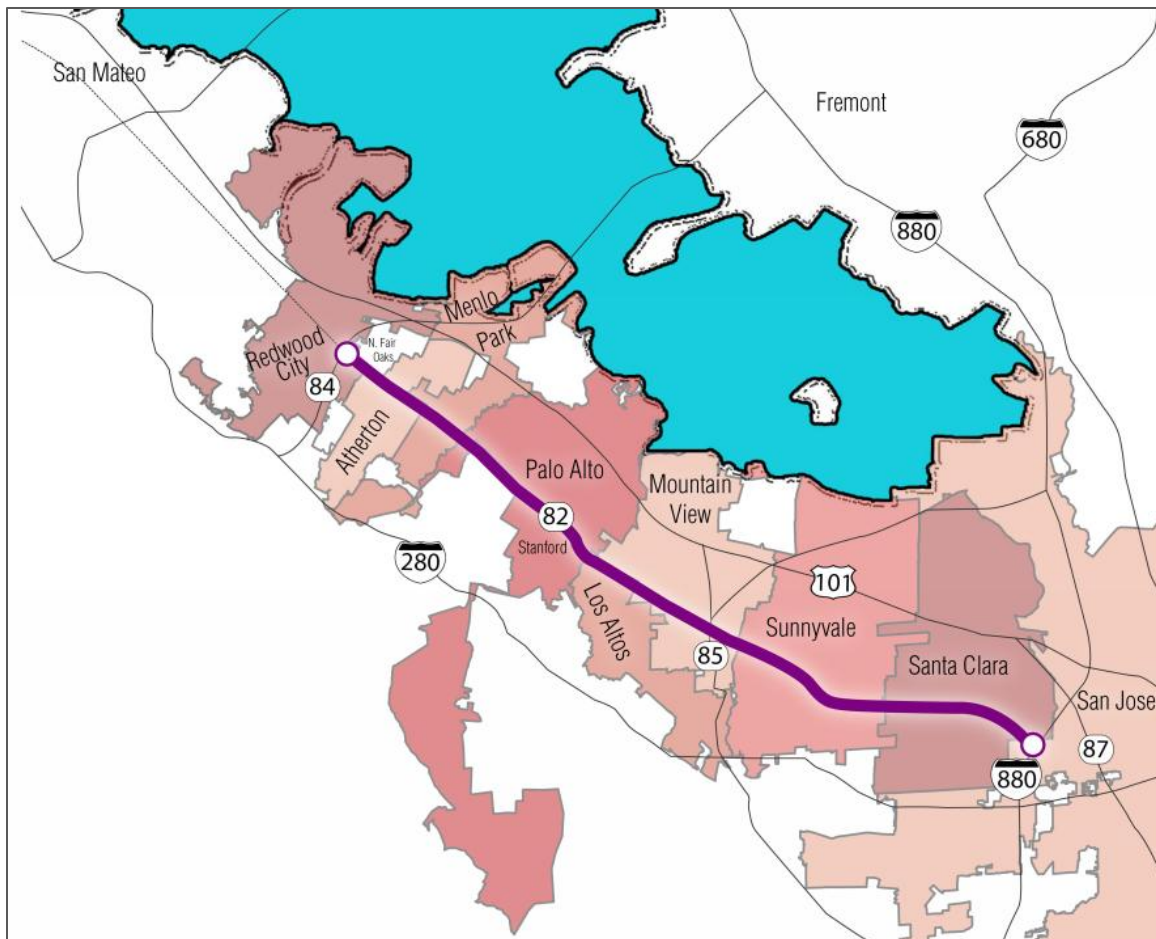 San Mateo
Fremont
680
880
Menlo
Park
N. Fair
Oaks
Redwood
City
84
Atherton
Palo Alto
Mountain
View
82
Stanford
280
101
Los Altos
Sunnyvale
85
Santa Clara
San Jose
87
880